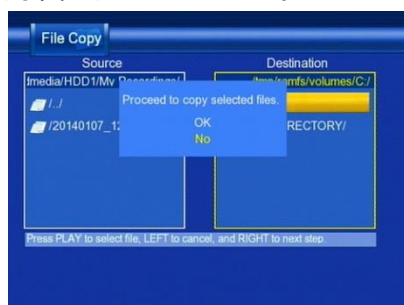 File Copy
Source
Destination
/media/HDD1/My Recordings/
/tmp/ramfs/volumes/C:/
/../
Proceed to copy selected files.
/20140107_12
OK
RECTORY/
No
Press PLAY to select file, LEFT to cancel, and RIGHT to next step.